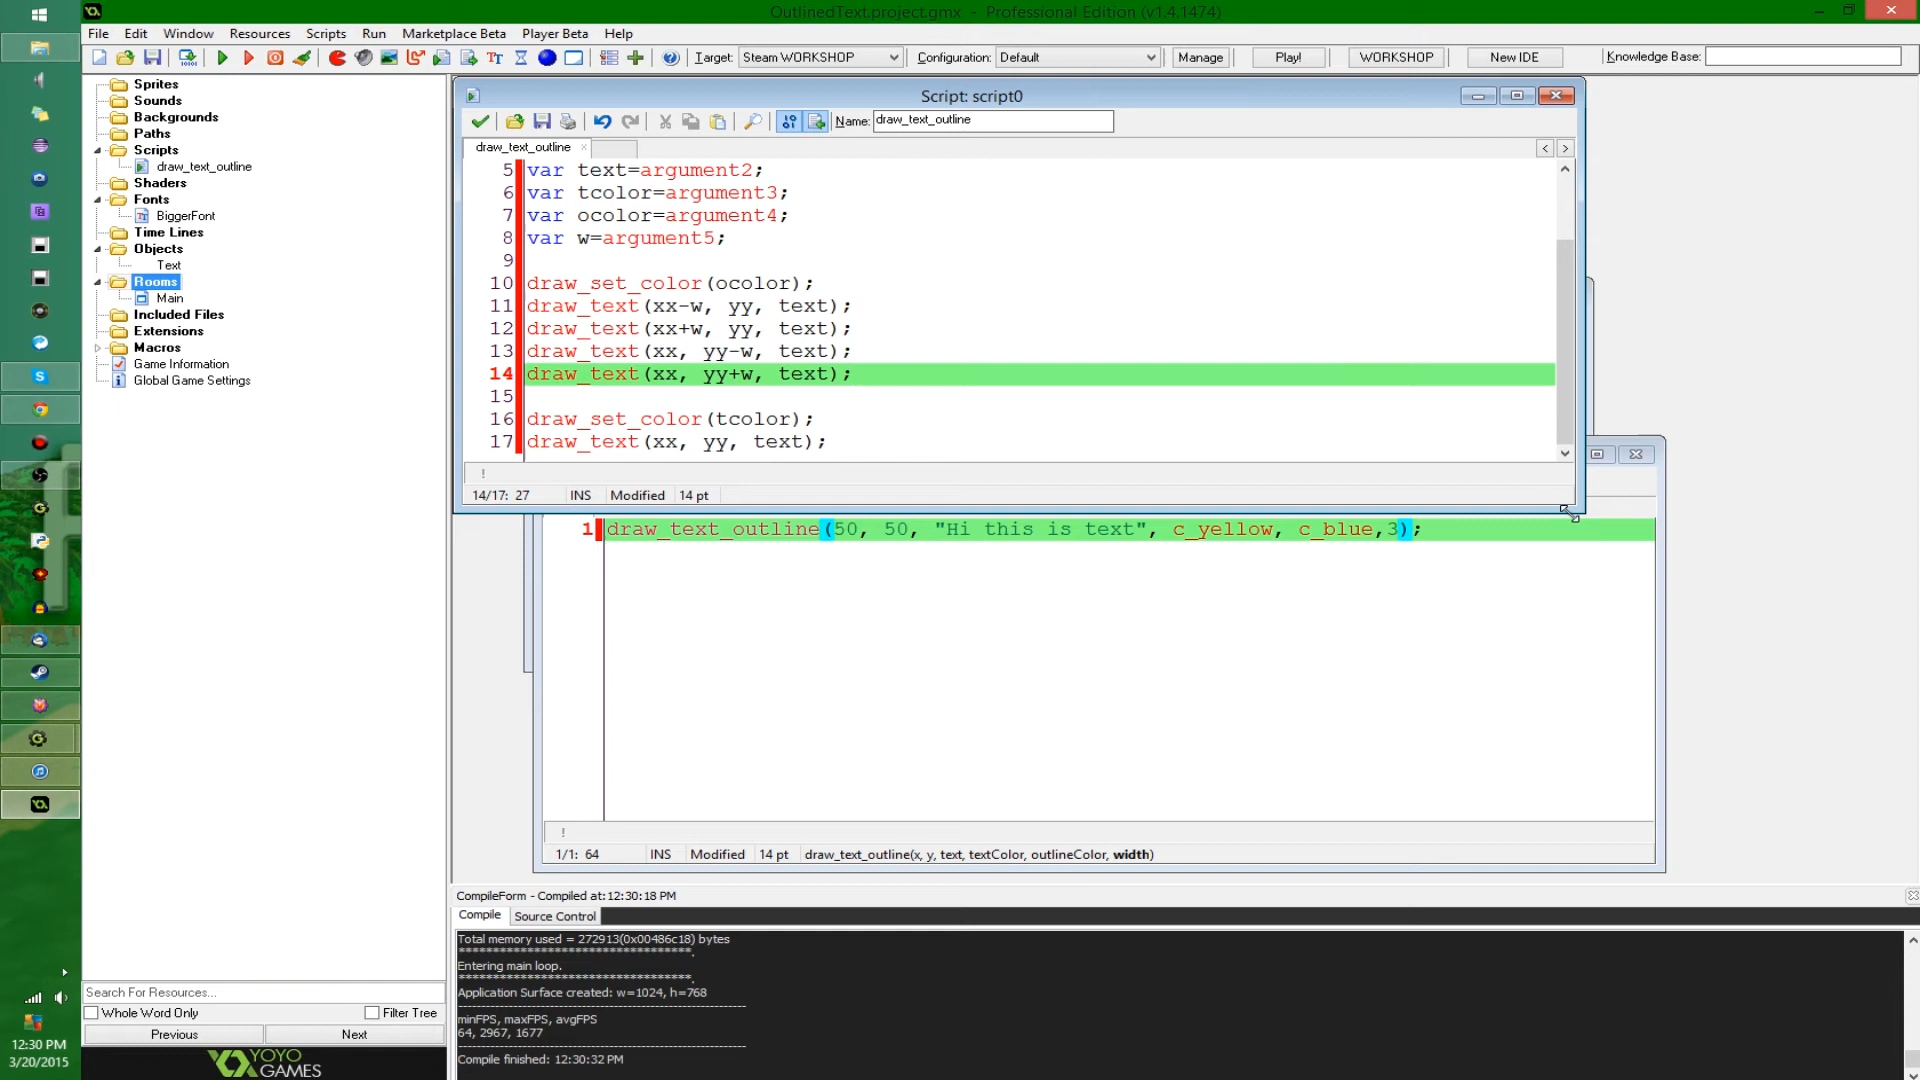 OutlinedText.project.gmx - Professional Edition (v1.4.1474)
File Edit Window Resources Scripts Run Marketplace Beta Player Beta Help
Target: Steam WORKSHOP Configuration: Default Manage Play! WORKSHOP New IDE Knowledge Base:
Sprites
Sounds
Backgrounds
Paths
Scripts
draw_text_outline
Shaders
Fonts
BiggerFont
Time Lines
Objects
Text
Rooms
Main
Included Files
Extensions
Macros
Game Information
Global Game Settings
Search For Resources...
Whole Word Only Filter Tree
Previous Next
YOYO
GAMES
12:30 PM
3/20/2015
Script: script0
Name: draw_text_outline
draw_text_outline
5 var text=argument2;
6 var tcolor=argument3;
7 var ocolor=argument4;
8 var w=argument5;
9
10 draw_set_color(ocolor);
11 draw_text(xx-w, yy, text);
12 draw_text(xx+w, yy, text);
13 draw_text(xx, yy-w, text);
14 draw_text(xx, yy+w, text);
15
16 draw_set_color(tcolor);
17 draw_text(xx, yy, text);
!
14/17: 27 INS Modified 14 pt
1 draw_text_outline(50, 50, "Hi this is text", c_yellow, c_blue,3);
!
1/1: 64 INS Modified 14 pt draw_text_outline(x, y, text, textColor, outlineColor, width)
CompileForm - Compiled at:12:30:18 PM
Compile Source Control
Total memory used = 272913(0x00486c18) bytes
**********************************.
Entering main loop.
**********************************.
Application Surface created: w=1024, h=768
minFPS, maxFPS, avgFPS
64, 2967, 1677
Compile finished: 12:30:32 PM